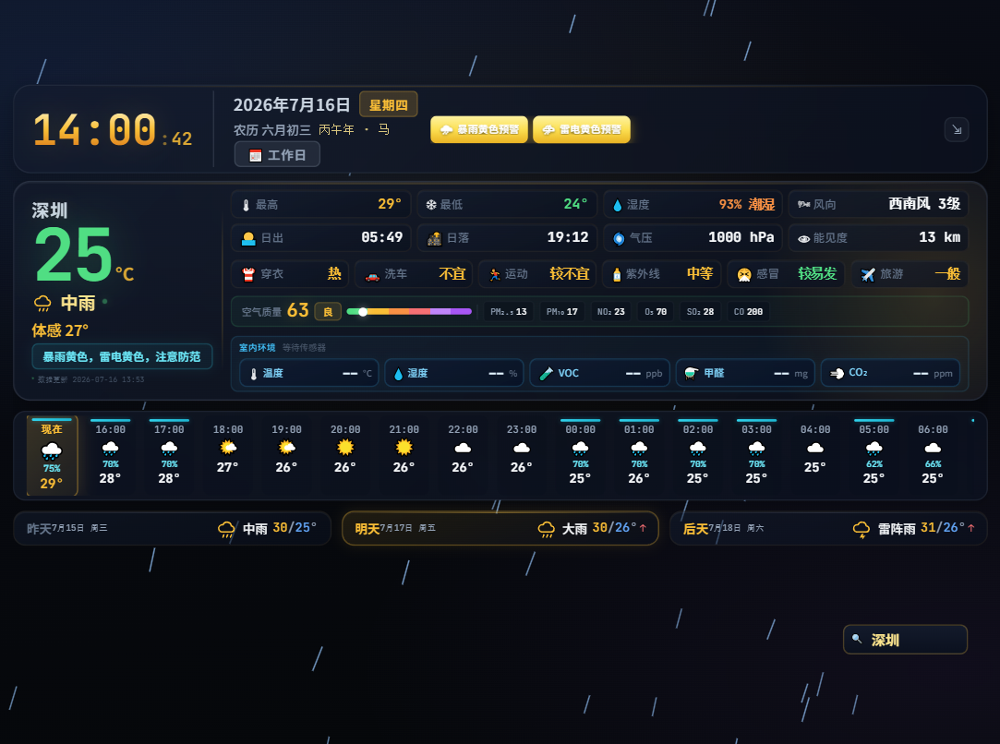 14:00:42
2026年7月16日 星期四
农历 六月初三 丙午年 · 马
工作日
暴雨黄色预警 雷电黄色预警
深圳
25°C
中雨
体感 27°
暴雨黄色，雷电黄色，注意防范
* 数据更新 2026-07-16 13:53
最高 29° 最低 24° 湿度 93% 潮湿 风向 西南风 3级
日出 05:49 日落 19:12 气压 1000 hPa 能见度 13 km
穿衣 热 洗车 不宜 运动 较不宜 紫外线 中等 感冒 较易发 旅游 一般
空气质量 63 良 PM₂.₅ 13 PM₁₀ 17 NO₂ 23 O₃ 70 SO₂ 28 CO 200
室内环境 等待传感器
温度 —— °C 湿度 —— % VOC —— ppb 甲醛 —— mg CO₂ —— ppm
现在 16:00 17:00 18:00 19:00 20:00 21:00 22:00 23:00 00:00 01:00 02:00 03:00 04:00 05:00 06:00
75% 70% 70% 70% 70% 70% 70% 62% 66%
29° 28° 28° 27° 26° 26° 26° 26° 26° 25° 26° 25° 25° 25° 25° 25°
昨天7月15日 周三 中雨 30/25°
明天7月17日 周五 大雨 30/26°↑
后天7月18日 周六 雷阵雨 31/26°↑
深圳